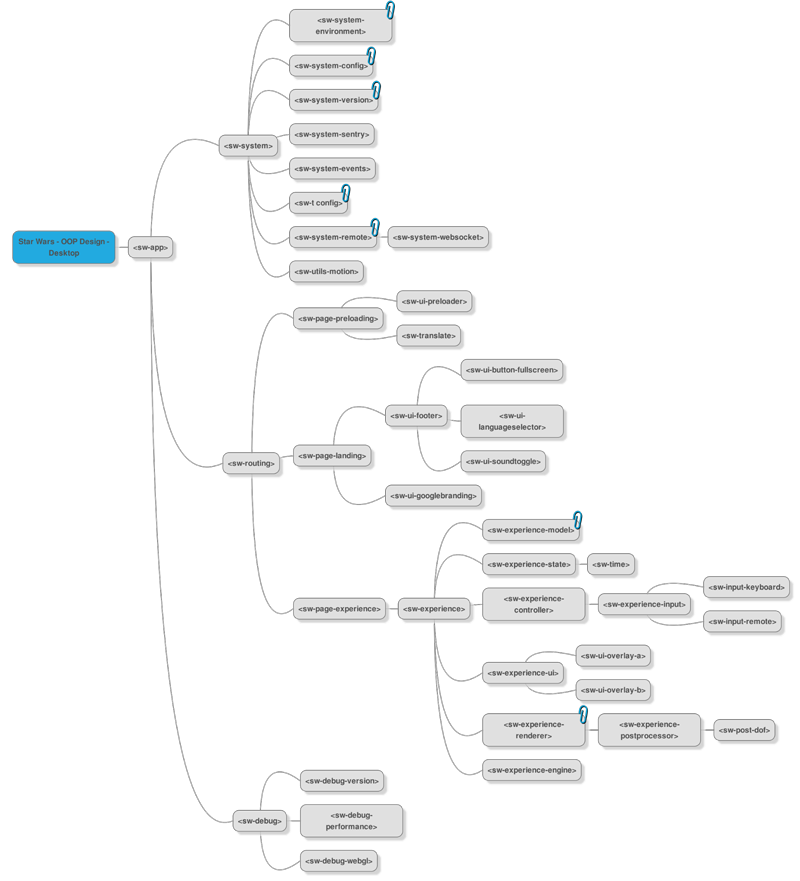 Star Wars - OOP Design -
Desktop
<sw-app>
<sw-system>
<sw-system-
environment>
<sw-system-config>
<sw-system-version>
<sw-system-sentry>
<sw-system-events>
<sw-t config>
<sw-system-remote>
<sw-system-websocket>
<sw-utils-motion>
<sw-routing>
<sw-page-preloading>
<sw-ui-preloader>
<sw-translate>
<sw-page-landing>
<sw-ui-footer>
<sw-ui-button-fullscreen>
<sw-ui-
languageselector>
<sw-ui-soundtoggle>
<sw-ui-googlebranding>
<sw-page-experience>
<sw-experience>
<sw-experience-model>
<sw-experience-state>
<sw-time>
<sw-experience-
controller>
<sw-experience-input>
<sw-input-keyboard>
<sw-input-remote>
<sw-experience-ui>
<sw-ui-overlay-a>
<sw-ui-overlay-b>
<sw-experience-
renderer>
<sw-experience-
postprocessor>
<sw-post-dof>
<sw-experience-engine>
<sw-debug>
<sw-debug-version>
<sw-debug-
performance>
<sw-debug-webgl>